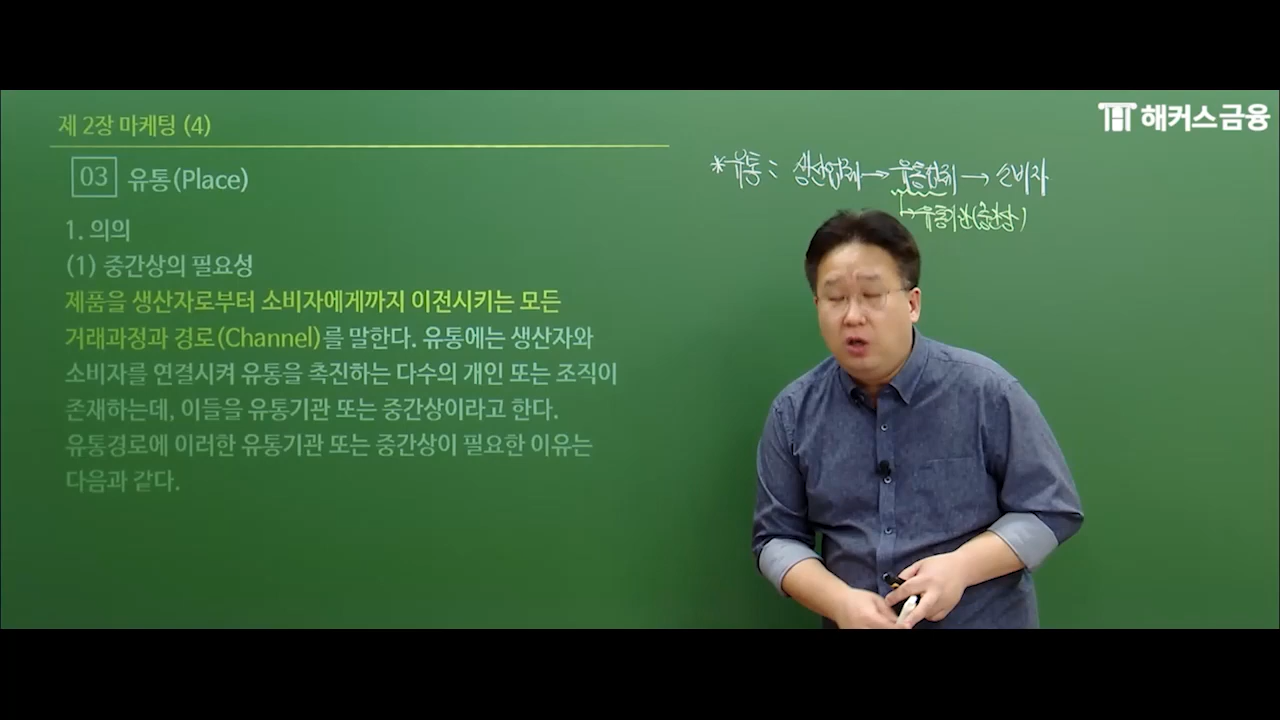 제 2장 마케팅 (4)
해커스금융
03 유통(Place)
1. 의의
(1) 중간상의 필요성
제품을 생산자로부터 소비자에게까지 이전시키는 모든
거래과정과 경로(Channel)를 말한다. 유통에는 생산자와
소비자를 연결시켜 유통을 촉진하는 다수의 개인 또는 조직이
존재하는데, 이들을 유통기관 또는 중간상이라고 한다.
유통경로에 이러한 유통기관 또는 중간상이 필요한 이유는
다음과 같다.
*유통: 생산업체→유통업체→소비자
→유통기관(중간상)